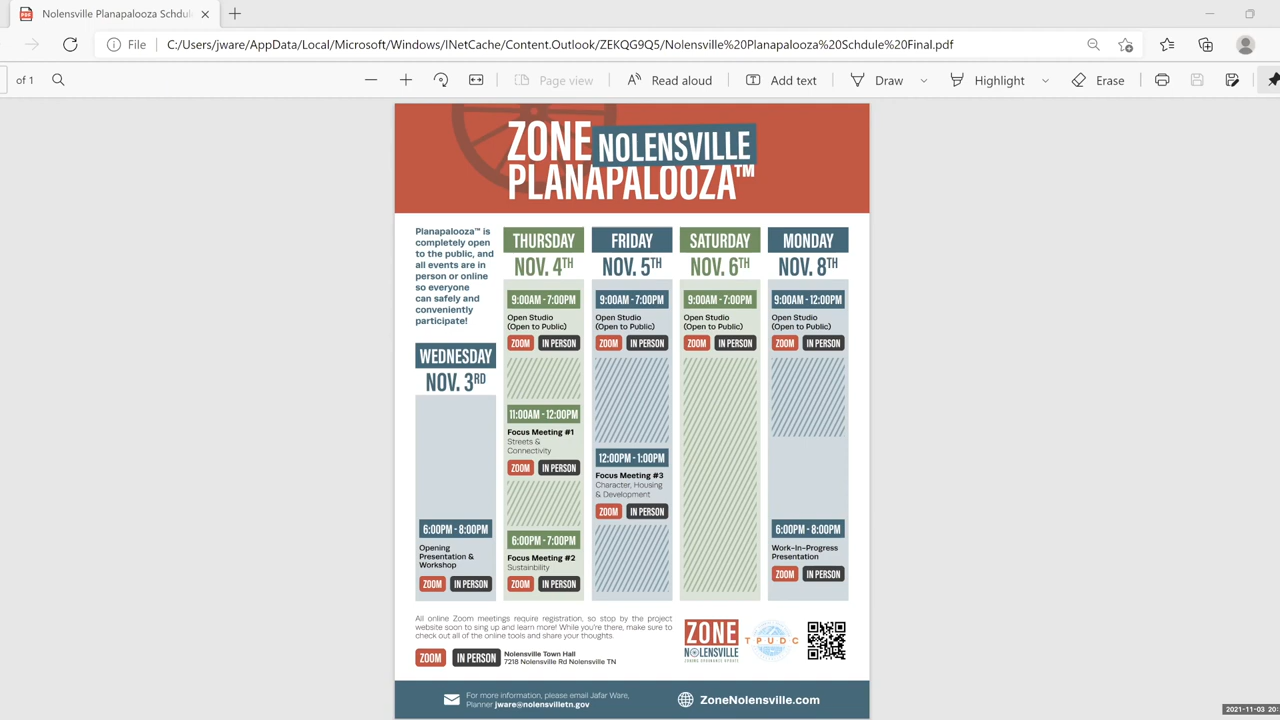 Nolensville Planapalooza Schdul
File
C:/Users/jware/AppData/Local/Microsoft/Windows/INetCache/Content.Outlook/ZEKQG9Q5/Nolensville%20Planapalooza%20Schdule%20Final.pdf
of 1
Page view
Read aloud
Add text
Draw
Highlight
Erase
ZONE NOLENSVILLE
PLANAPALOOZA™
Planapalooza™ is
completely open
to the public, and
all events are in
person or online
so everyone
can safely and
conveniently
participate!
WEDNESDAY
NOV. 3RD
6:00PM - 8:00PM
Opening
Presentation &
Workshop
ZOOM IN PERSON
THURSDAY
NOV. 4TH
9:00AM - 7:00PM
Open Studio
(Open to Public)
ZOOM IN PERSON
11:00AM - 12:00PM
Focus Meeting #1
Streets &
Connectivity
ZOOM IN PERSON
6:00PM - 7:00PM
Focus Meeting #2
Sustainbility
ZOOM IN PERSON
FRIDAY
NOV. 5TH
9:00AM - 7:00PM
Open Studio
(Open to Public)
ZOOM IN PERSON
12:00PM - 1:00PM
Focus Meeting #3
Character, Housing
& Development
ZOOM IN PERSON
SATURDAY
NOV. 6TH
9:00AM - 7:00PM
Open Studio
(Open to Public)
ZOOM IN PERSON
MONDAY
NOV. 8TH
9:00AM - 12:00PM
Open Studio
(Open to Public)
ZOOM IN PERSON
6:00PM - 8:00PM
Work-In-Progress
Presentation
ZOOM IN PERSON
All online Zoom meetings require registration, so stop by the project
website soon to sing up and learn more! While you're there, make sure to
check out all of the online tools and share your thoughts.
ZOOM IN PERSON
Nolensville Town Hall
7218 Nolensville Rd Nolensville TN
ZONE
NOLENSVILLE
ZONING ORDINANCE UPDATE
TPUDC
For more information, please email Jafar Ware,
Planner jware@nolensvilletn.gov
ZoneNolensville.com
2021-11-03 20: